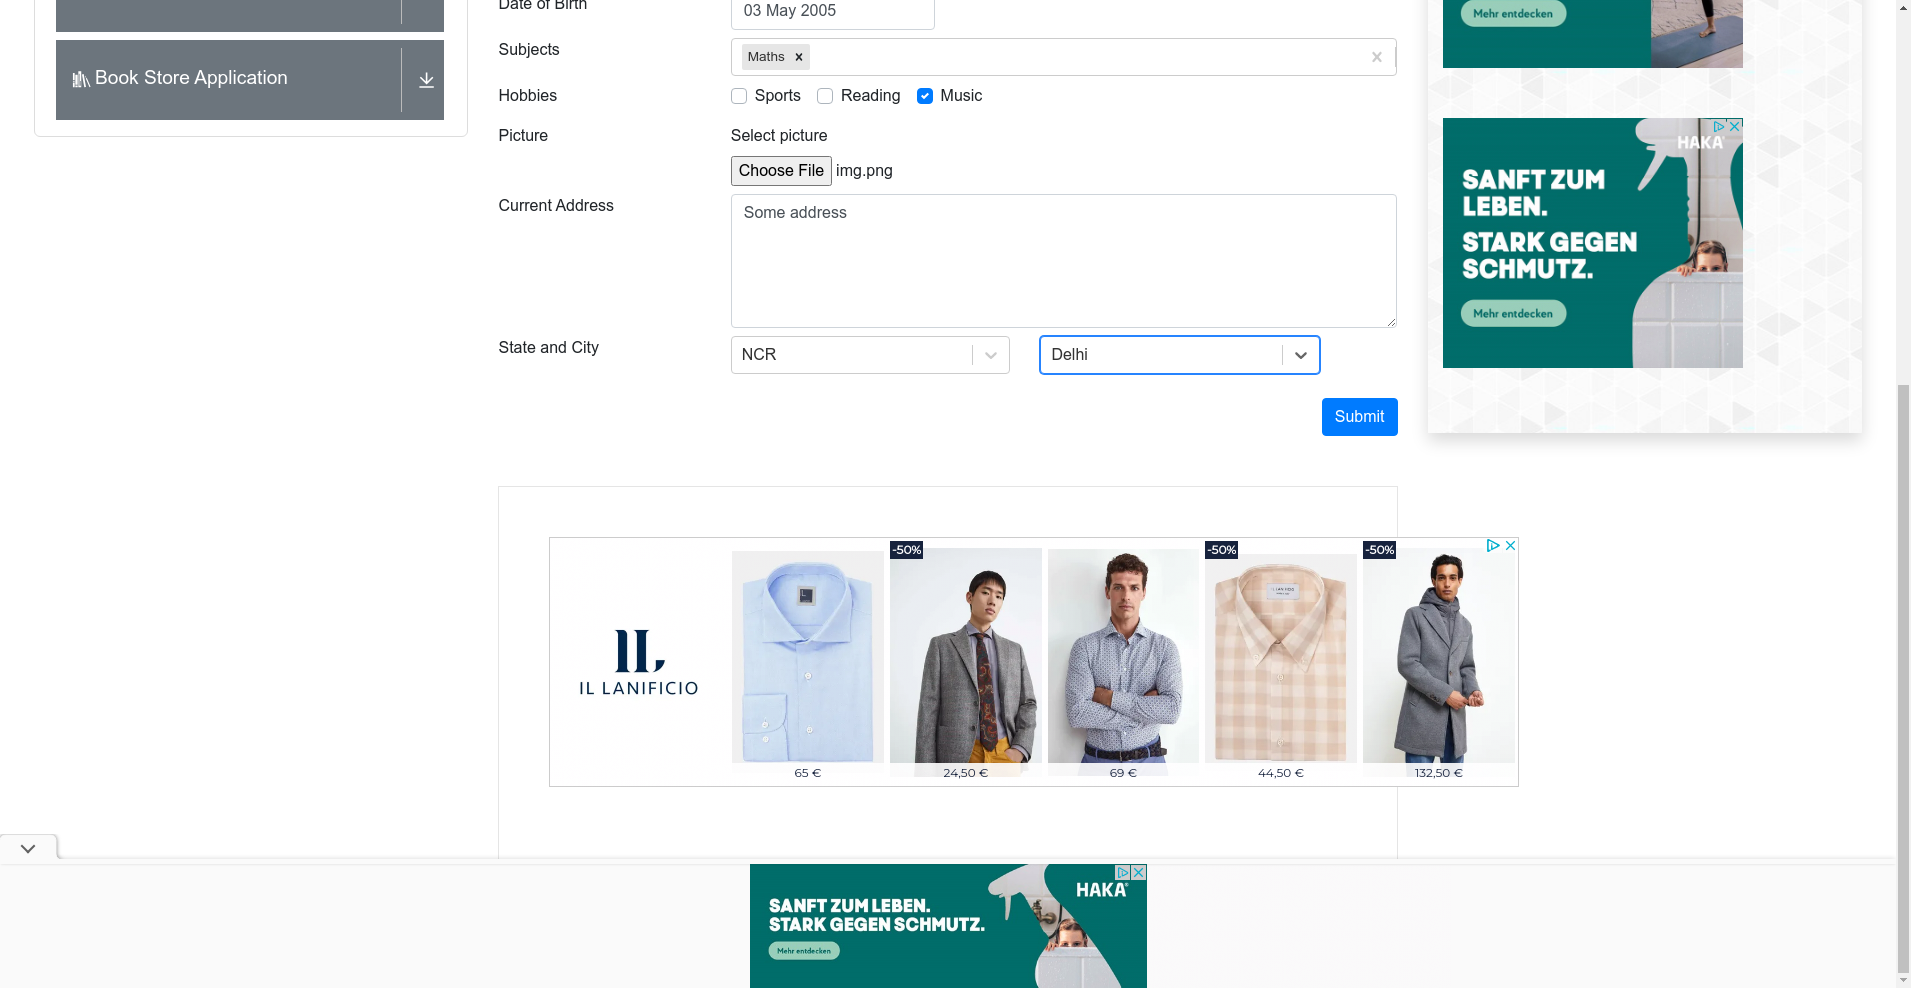 Date of Birth
03 May 2005
Subjects
Maths
Hobbies
Sports
Reading
Music
Picture
Select picture
Choose File
img.png
Current Address
Some address
State and City
NCR
Delhi
Submit
Book Store Application
Mehr entdecken
HAKA
SANFT ZUM
LEBEN.
STARK GEGEN
SCHMUTZ.
Mehr entdecken
IL LANIFICIO
65 €
-50%
24,50 €
69 €
-50%
44,50 €
-50%
132,50 €
HAKA
SANFT ZUM LEBEN.
STARK GEGEN SCHMUTZ.
Mehr entdecken